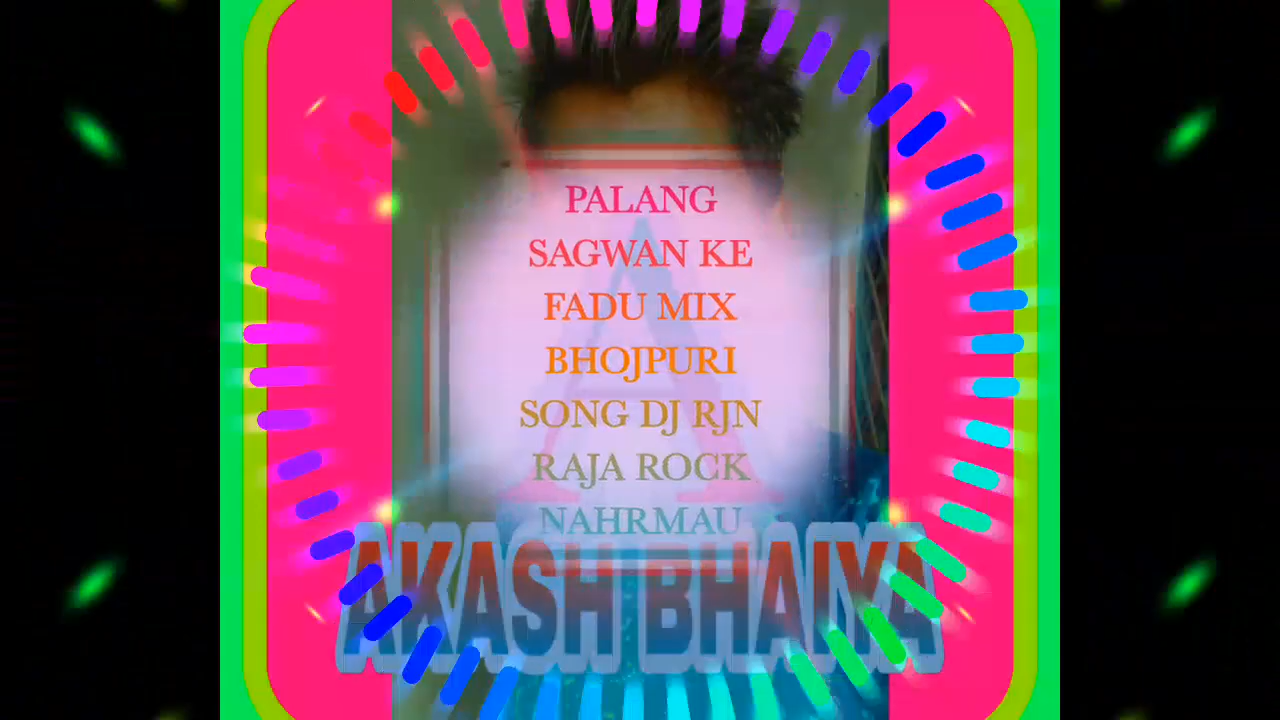 PALANG
SAGWAN KE
FADU MIX
BHOJPURI
SONG DJ RJN
RAJA ROCK
NAHRMAU
AKASH BHAIYA